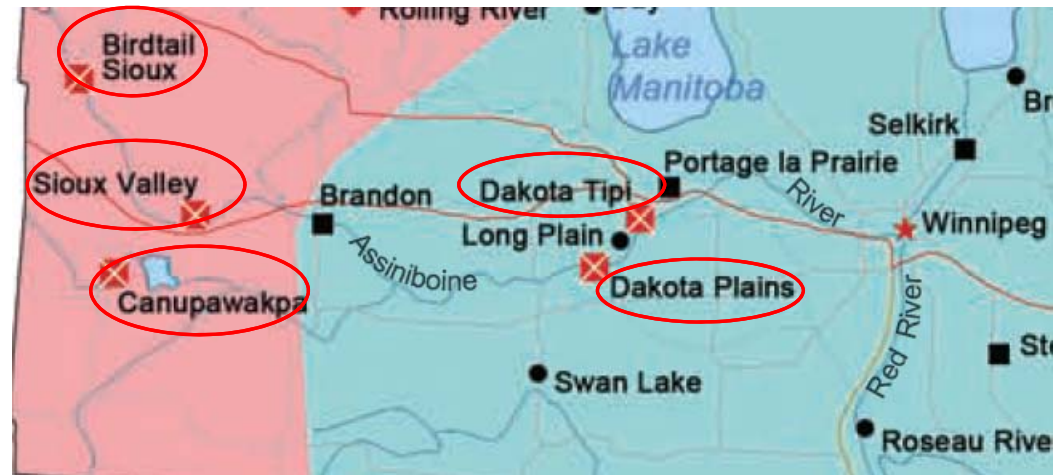 Rolling River
Birdtail
Sioux
Lake
Manitoba
Selkirk
Sioux Valley
Brandon
Dakota Tipi
Portage la Prairie
River
Long Plain
Winnipeg
Assiniboine
Canupawakpa
Dakota Plains
Red River
Swan Lake
Roseau Rive